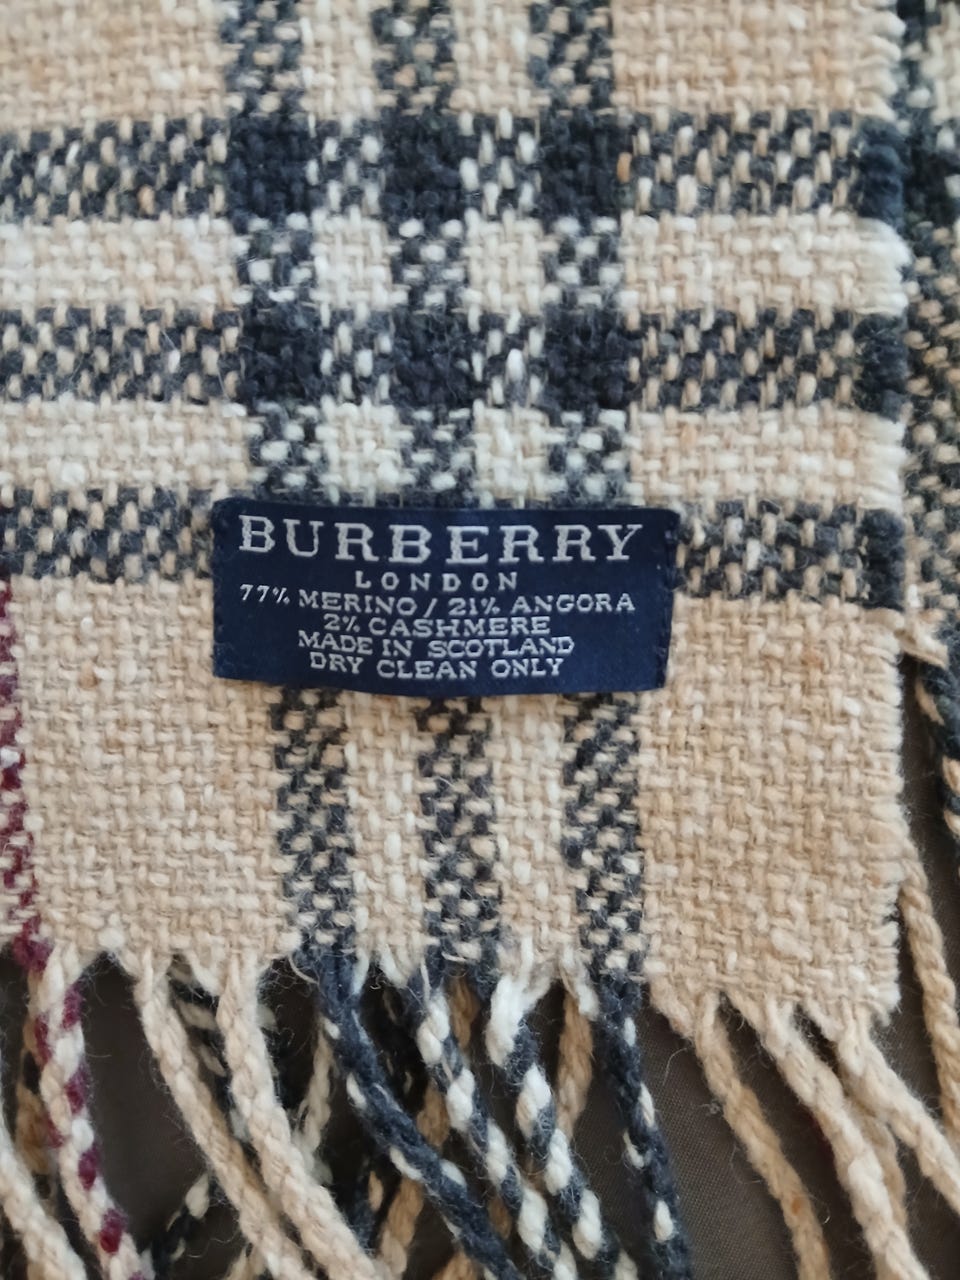 BURBERRY
LONDON
77% MERINO / 21% ANGORA
2% CASHMERE
MADE IN SCOTLAND
DRY CLEAN ONLY